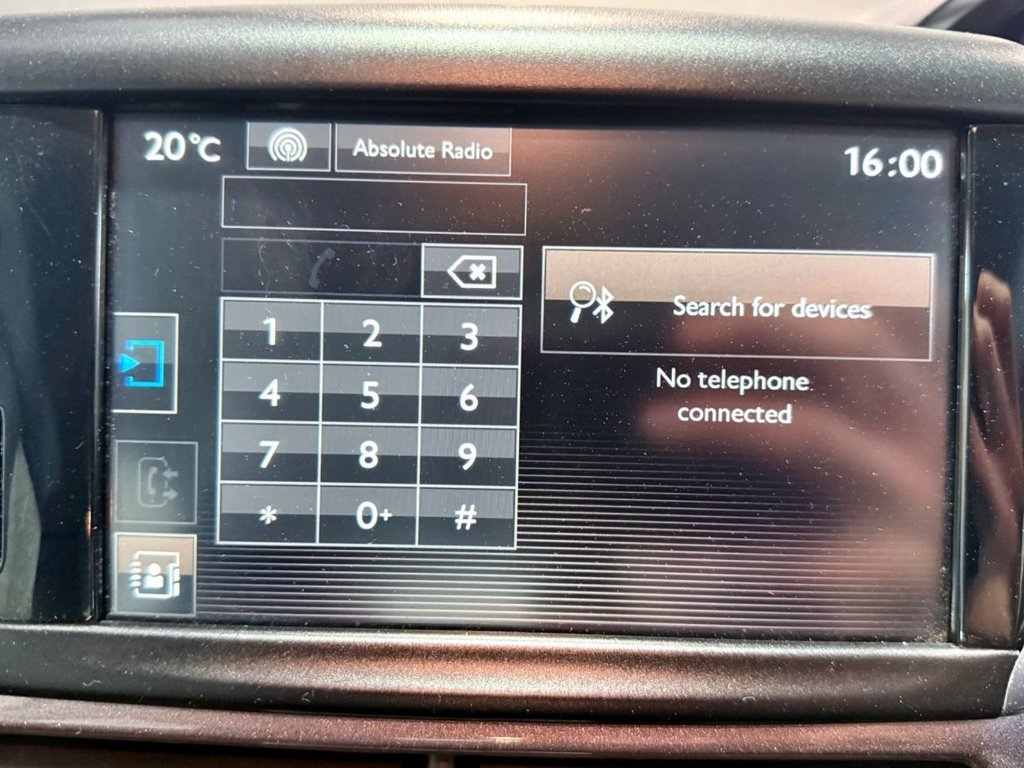 20°C
Absolute Radio
16:00
Search for devices
No telephone
connected
1 2 3
4 5 6
7 8 9
* 0+ #